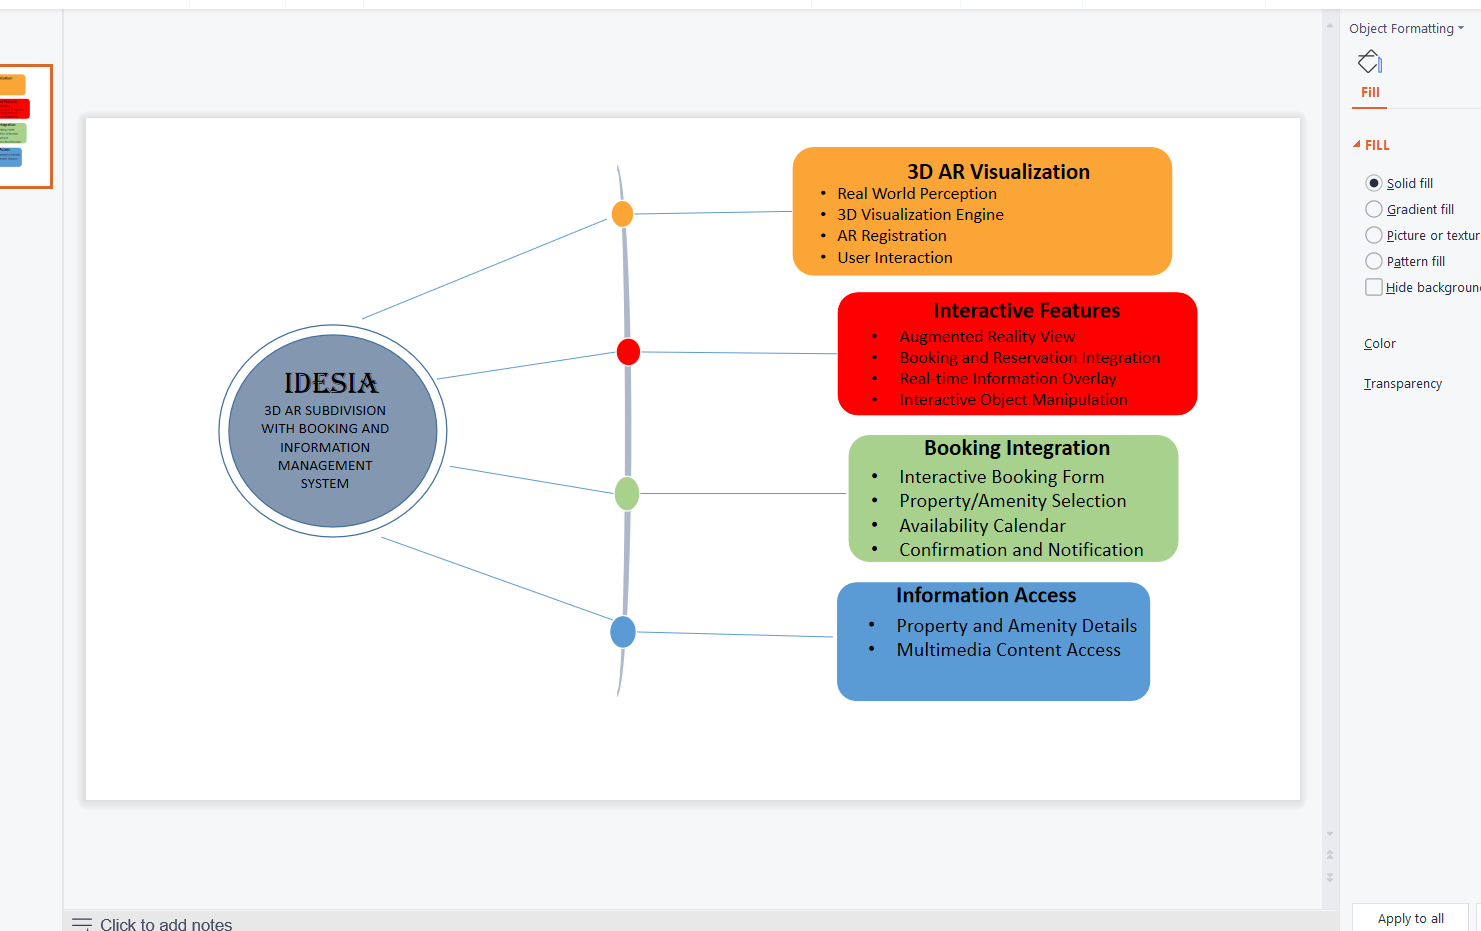 Object Formatting
Fill
FILL
Solid fill
Gradient fill
Picture or textur
Pattern fill
Hide backgroun
Color
Transparency
Apply to all
IDESIA
3D AR SUBDIVISION
WITH BOOKING AND
INFORMATION
MANAGEMENT
SYSTEM
3D AR Visualization
• Real World Perception
• 3D Visualization Engine
• AR Registration
• User Interaction
Interactive Features
• Augmented Reality View
• Booking and Reservation Integration
• Real-time Information Overlay
• Interactive Object Manipulation
Booking Integration
• Interactive Booking Form
• Property/Amenity Selection
• Availability Calendar
• Confirmation and Notification
Information Access
• Property and Amenity Details
• Multimedia Content Access
Click to add notes